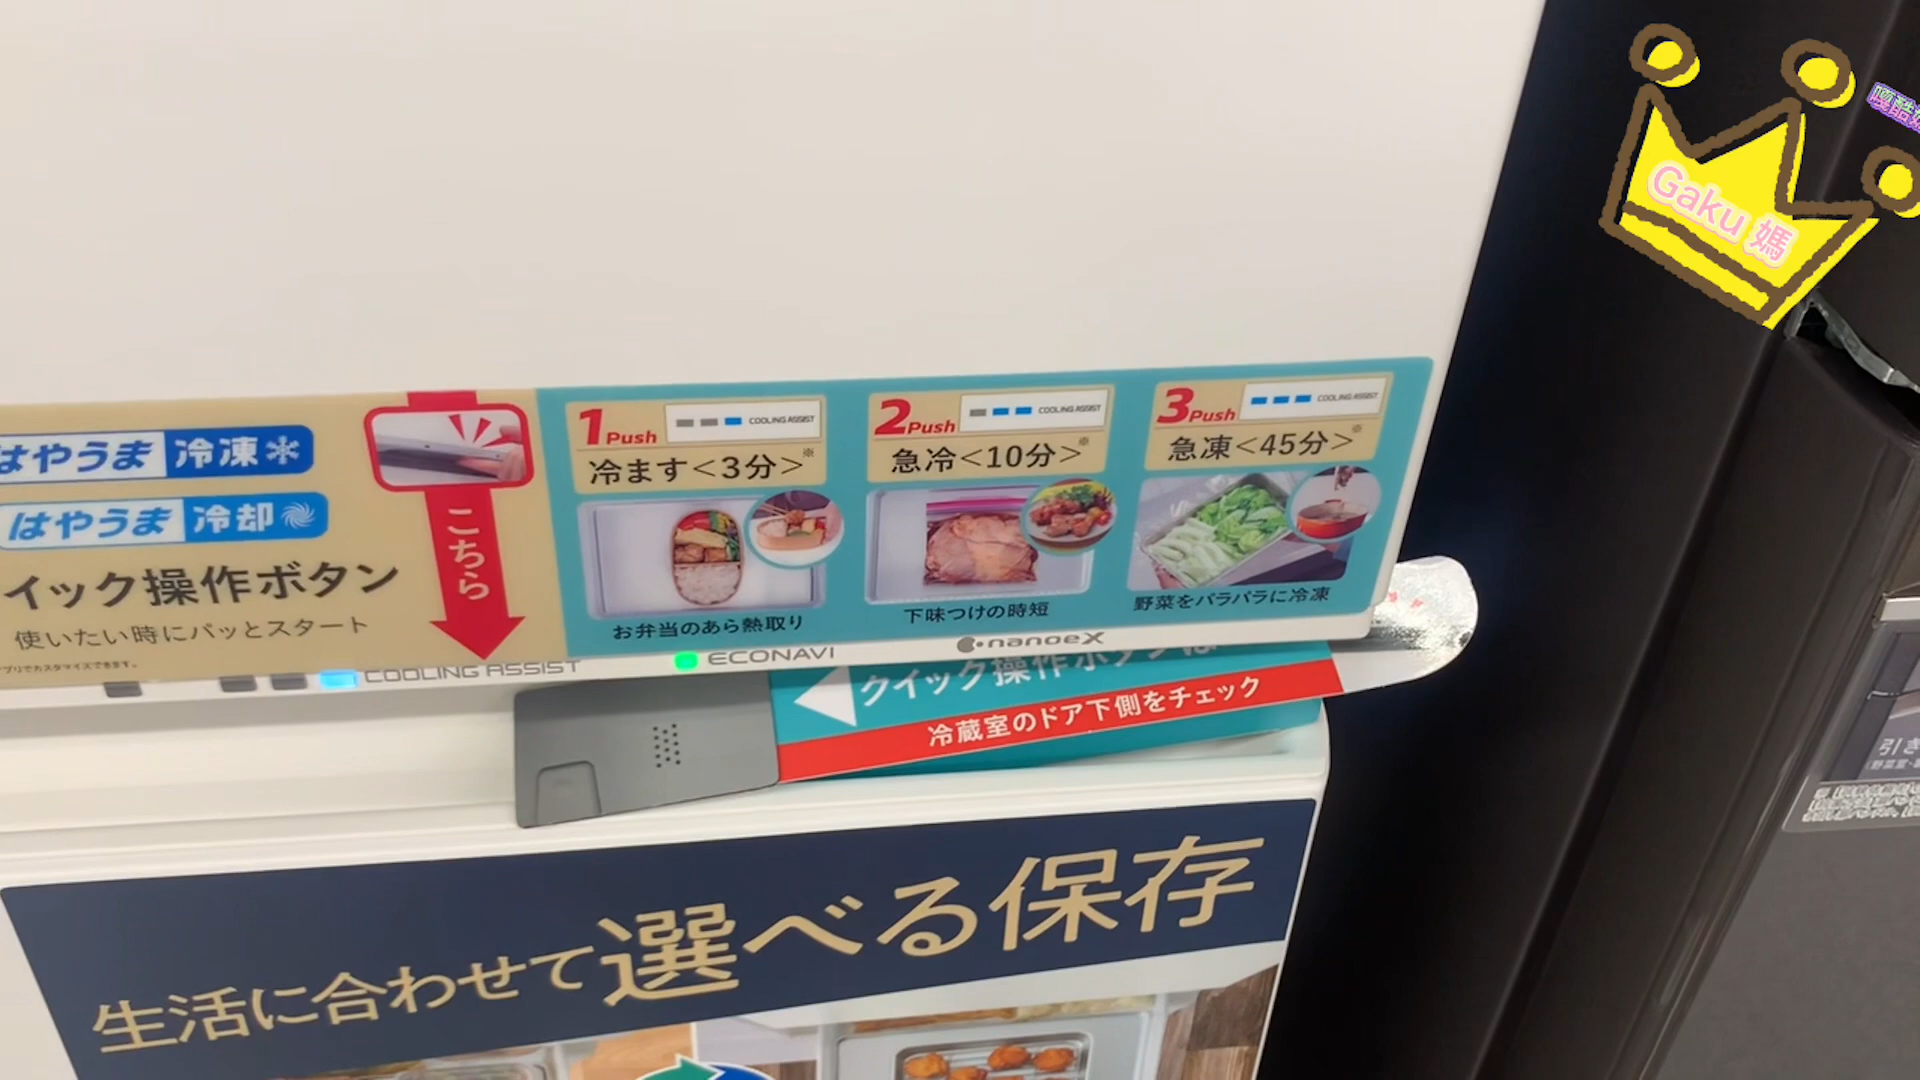 Gaku 媽
はやうま 冷凍
はやうま 冷却
イック操作ボタン
使いたい時にパッとスタート
こちら
1Push
COOLING ASSIST
冷ます<3分>※
お弁当のあら熱取り
2Push
COOLING ASSIST
急冷<10分>※
下味つけの時短
3Push
COOLING ASSIST
急凍<45分>※
野菜をバラバラに冷凍
COOLING ASSIST
ECONAVI
nanoeX
クイック操作ボタンは
冷蔵室のドア下側をチェック
生活に合わせて選べる保存
引き